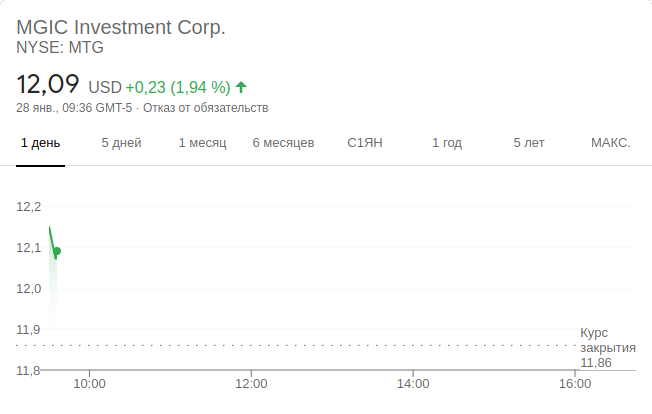 MGIC Investment Corp.
NYSE: MTG
12,09 USD +0,23 (1,94 %)
28 янв., 09:36 GMT-5 · Отказ от обязательств
1 день 5 дней 1 месяц 6 месяцев С1ЯН 1 год 5 лет МАКС.
12,2
12,1
12,0
11,9
Курс
закрытия
11,86
11,8
10:00 12:00 14:00 16:00